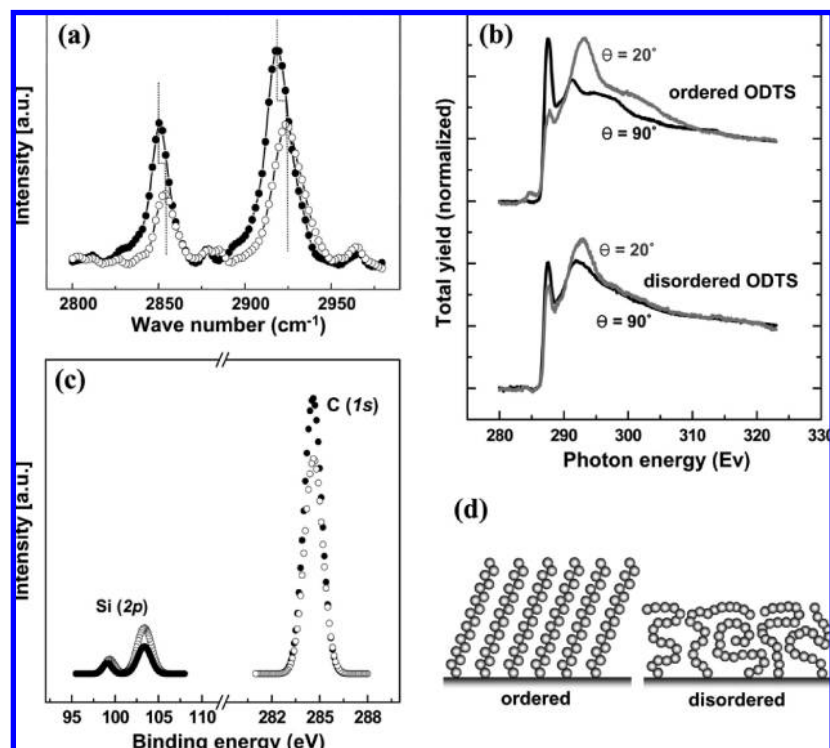 (a)
Intensity [a.u.]
2800 2850 2900 2950
Wave number (cm⁻¹)
(b)
Total yield (normalized)
Θ = 20°
ordered ODTS
Θ = 90°
Θ = 20°
disordered ODTS
Θ = 90°
280 290 300 310 320 330
Photon energy (Ev)
(c)
Intensity [a.u.]
C (1s)
Si (2p)
95 100 105 110 282 285 288
Binding energy (eV)
(d)
ordered
disordered